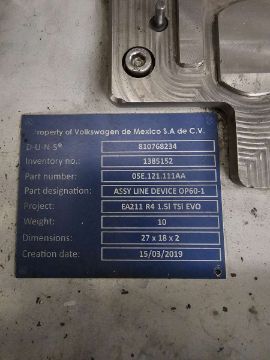 Property of Volkswagen de Mexico S.A de C.V.
D-U-N-S® 810768234
Inventory no.: 1385152
Part number: 05E.121.111AA
Part designation: ASSY LINE DEVICE OP60-1
Project: EA211 R4 1.5l TSI EVO
Weight: 10
Dimensions: 27 x 18 x 2
Creation date: 15/03/2019